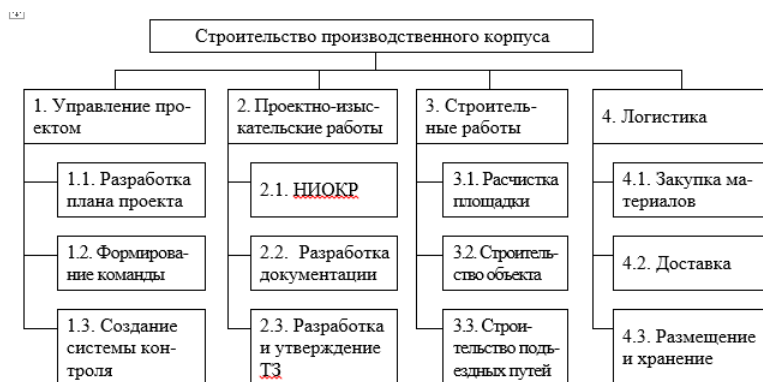 Строительство производственного корпуса
1. Управление про-
ектом
1.1. Разработка
плана проекта
1.2. Формирова-
ние команды
1.3. Создание
системы кон-
троля
2. Проектно-изыс-
кательские работы
2.1. НИОКР
2.2. Разработка
документации
2.3. Разработка
и утверждение
ТЗ
3. Строитель-
ные работы
3.1. Расчистка
площадки
3.2. Строитель-
ство объекта
3.3. Строи-
тельство подъ-
ездных путей
4. Логистика
4.1. Закупка ма-
териалов
4.2. Доставка
4.3. Размещение
и хранение